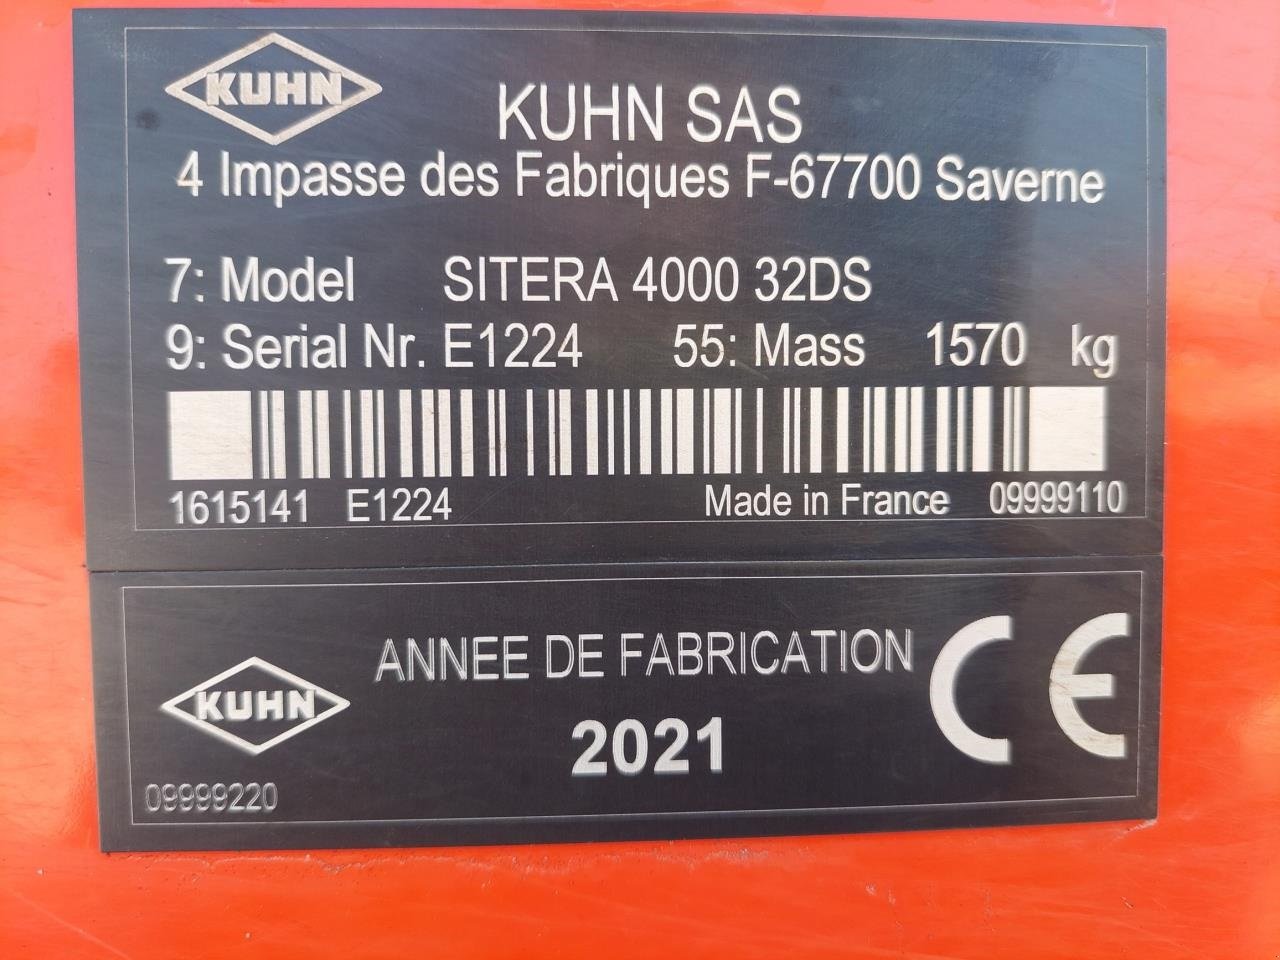 KUHN
KUHN SAS
4 Impasse des Fabriques F-67700 Saverne
7: Model SITERA 4000 32DS
9: Serial Nr. E1224 55: Mass 1570 kg
1615141 E1224 Made in France 09999110
ANNEE DE FABRICATION
CE
KUHN
2021
09999220